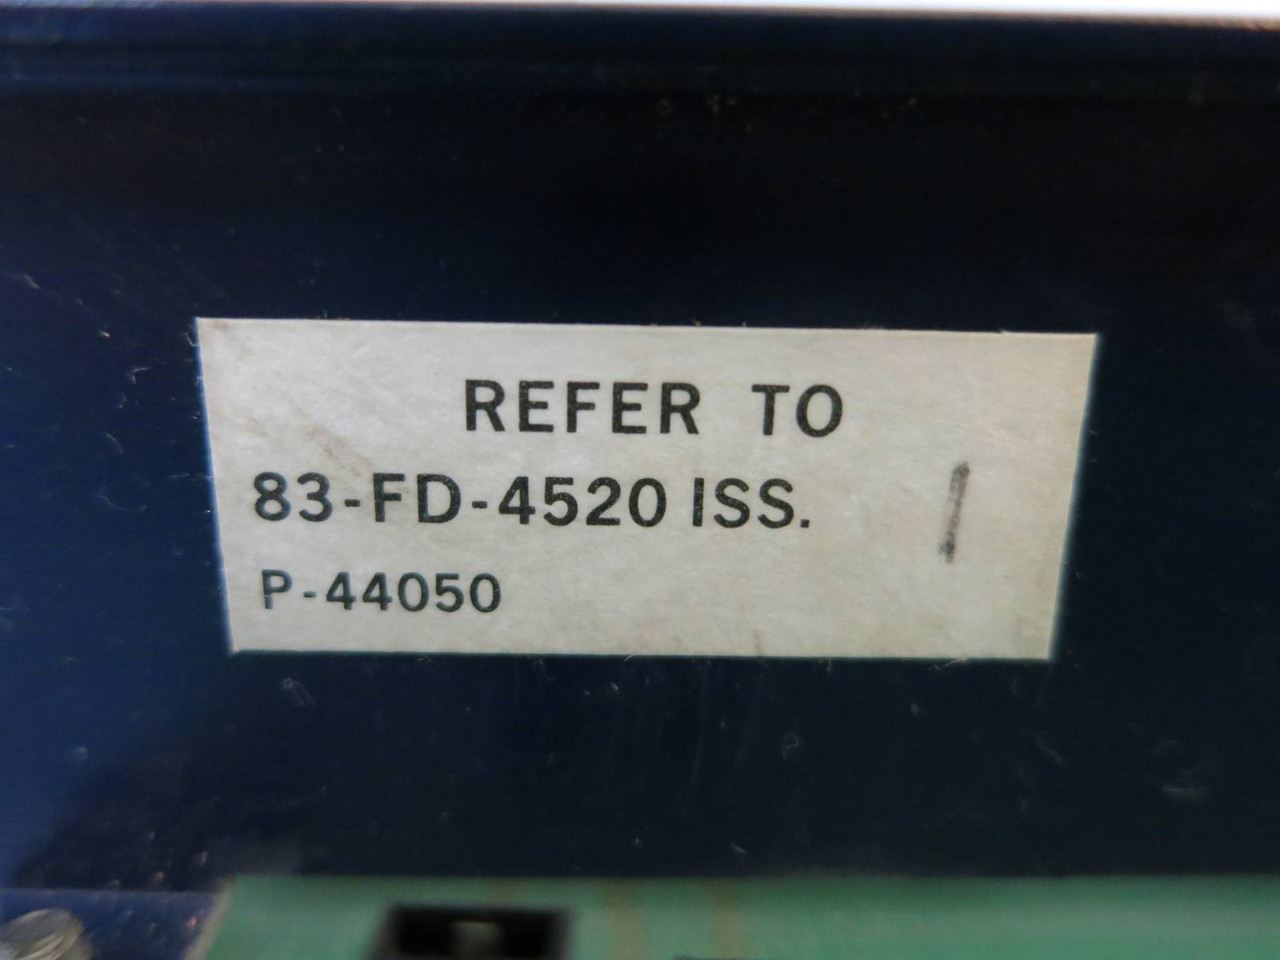 REFER TO
83-FD-4520 ISS. 1
P-44050